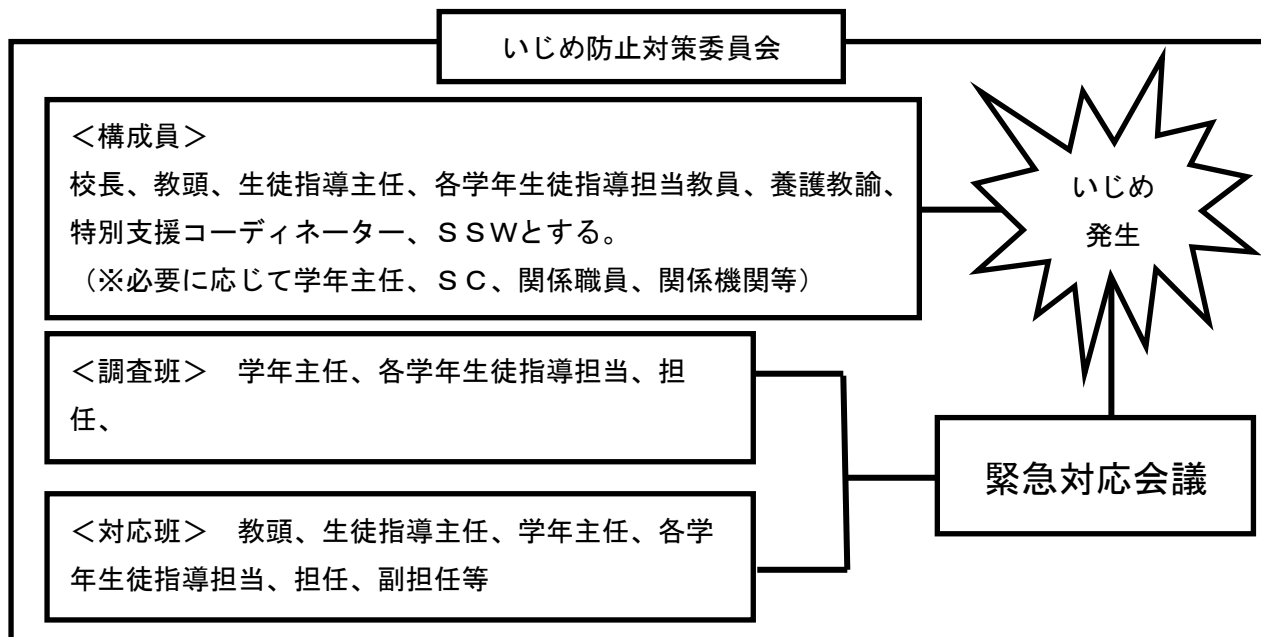 いじめ防止対策委員会
＜構成員＞
校長、教頭、生徒指導主任、各学年生徒指導担当教員、養護教諭、
特別支援コーディネーター、ＳＳＷとする。
（※必要に応じて学年主任、ＳＣ、関係職員、関係機関等）
いじめ
発生
＜調査班＞　学年主任、各学年生徒指導担当、担
任、
緊急対応会議
＜対応班＞　教頭、生徒指導主任、学年主任、各学
年生徒指導担当、担任、副担任等